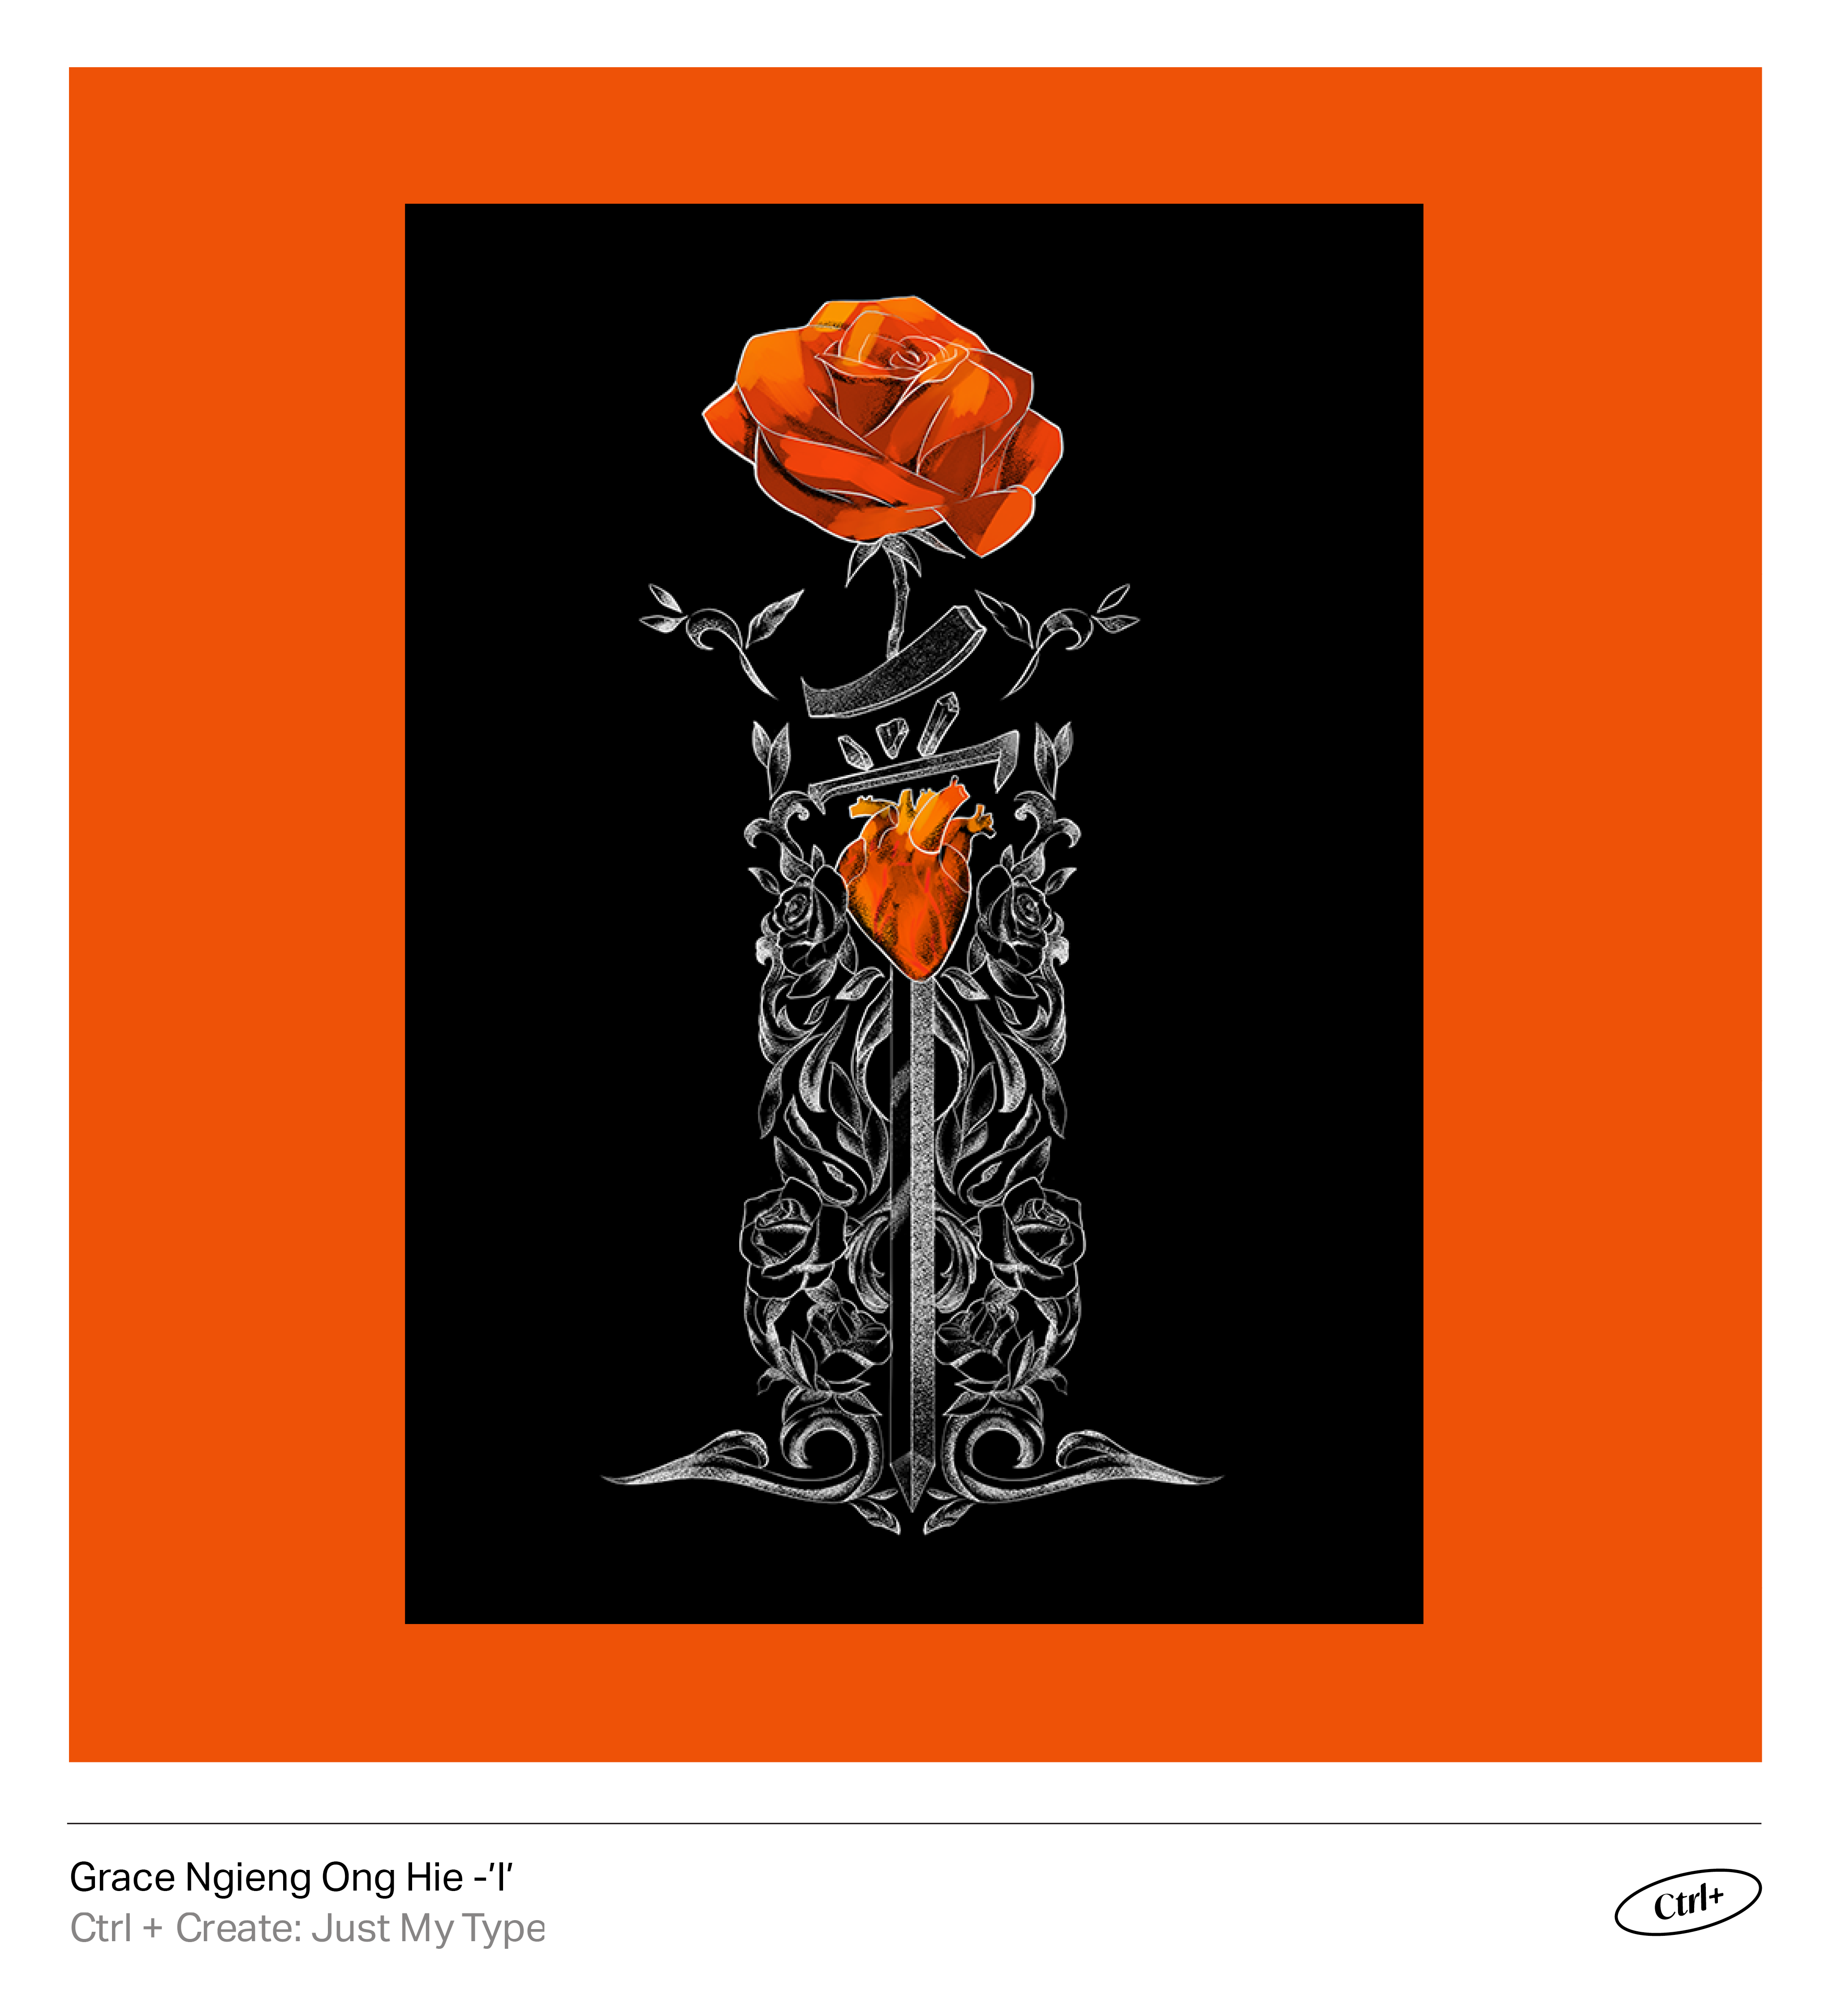 Grace Ngieng Ong Hie -'I'
Ctrl + Create: Just My Type
Ctrl+